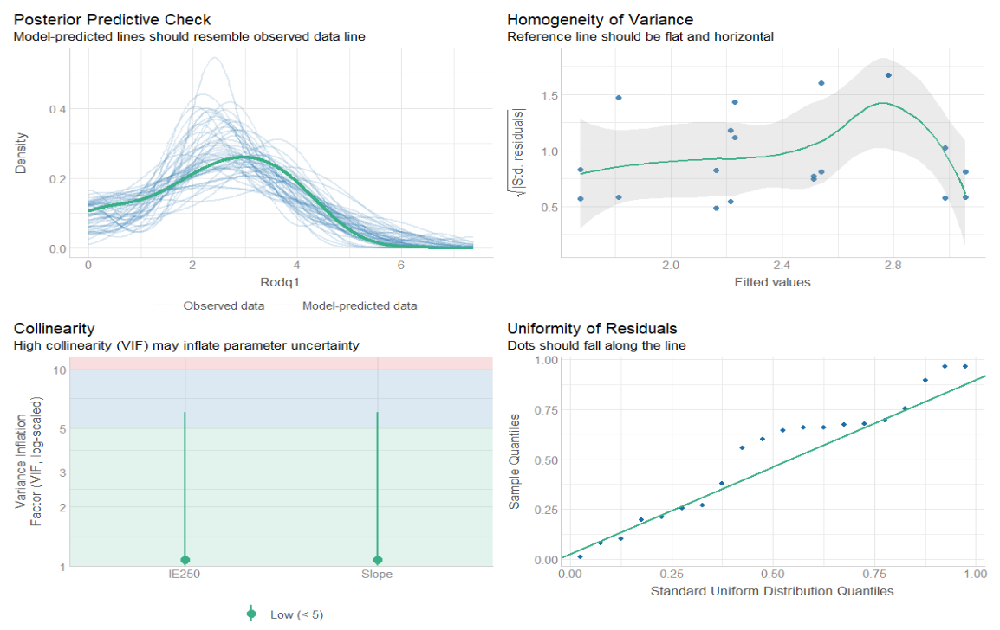 Posterior Predictive Check
Model-predicted lines should resemble observed data line
Density
0.4
0.2
0.0
0 2 4 6
Rodq1
Observed data Model-predicted data
Homogeneity of Variance
Reference line should be flat and horizontal
√|Std. residuals|
1.5
1.0
0.5
2.0 2.4 2.8
Fitted values
Collinearity
High collinearity (VIF) may inflate parameter uncertainty
Variance Inflation
Factor (VIF, log-scaled)
10
5
3
2
1
IE250 Slope
Low (< 5)
Uniformity of Residuals
Dots should fall along the line
Sample Quantiles
1.00
0.75
0.50
0.25
0.00
0.00 0.25 0.50 0.75 1.00
Standard Uniform Distribution Quantiles